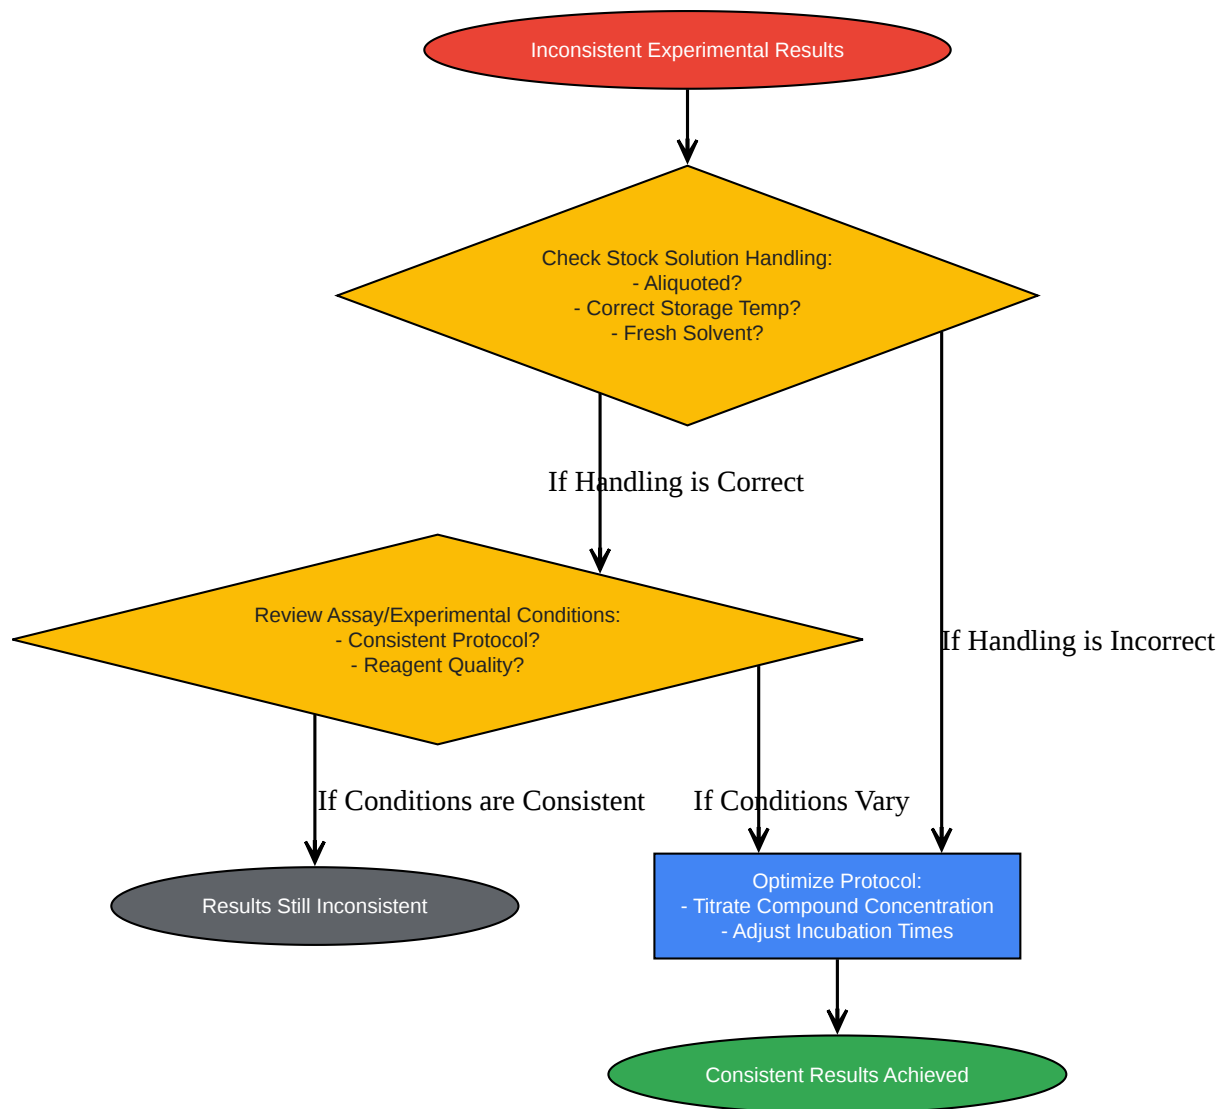 Inconsistent Experimental Results
Check Stock Solution Handling:
- Aliquoted?
- Correct Storage Temp?
- Fresh Solvent?
If Handling is Correct
Review Assay/Experimental Conditions:
- Consistent Protocol?
- Reagent Quality?
If Handling is Incorrect
If Conditions are Consistent
If Conditions Vary
Results Still Inconsistent
Optimize Protocol:
- Titrate Compound Concentration
- Adjust Incubation Times
Consistent Results Achieved